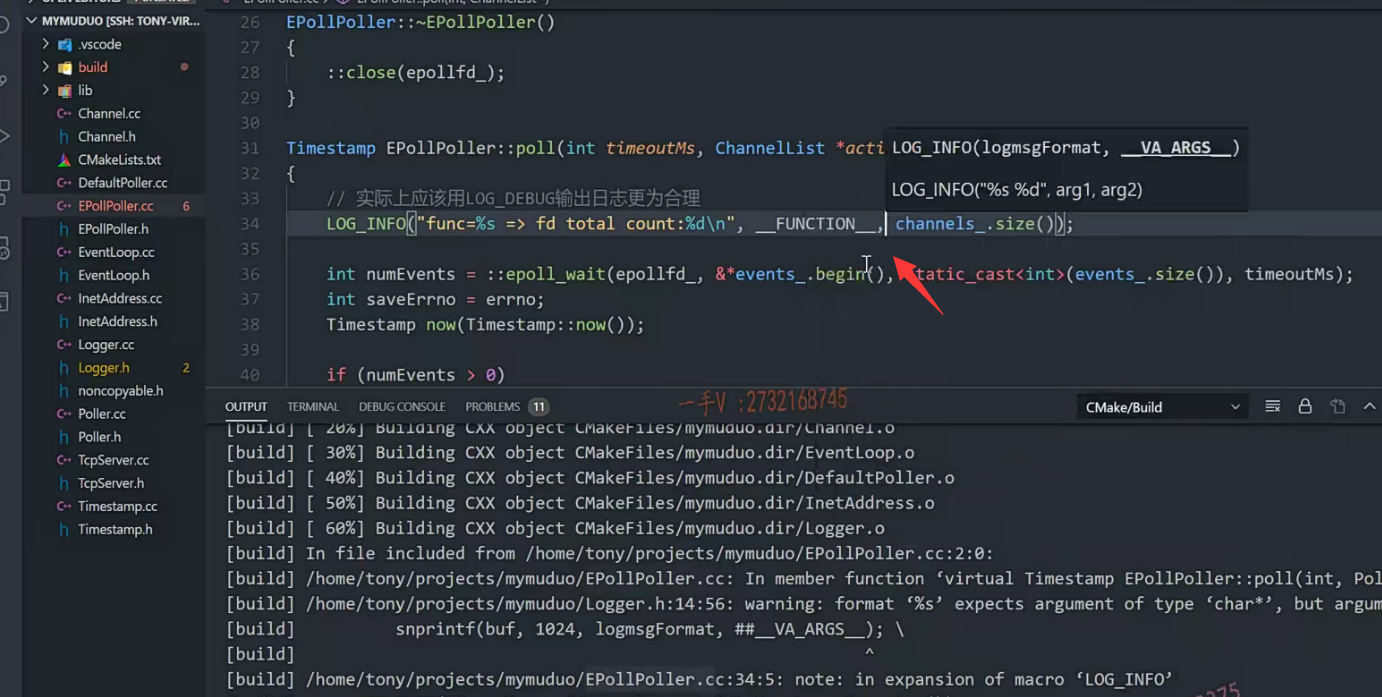 MYMUDUO [SSH: TONY-VIR...
.vscode
build
lib
Channel.cc
Channel.h
CMakeLists.txt
DefaultPoller.cc
EPollPoller.cc 6
EPollPoller.h
EventLoop.cc
EventLoop.h
InetAddress.cc
InetAddress.h
Logger.cc
Logger.h 2
noncopyable.h
Poller.cc
Poller.h
TcpServer.cc
TcpServer.h
Timestamp.cc
Timestamp.h
26 EPollPoller::~EPollPoller()
27 {
28 ::close(epollfd_);
29 }
30
31 Timestamp EPollPoller::poll(int timeoutMs, ChannelList *acti
LOG_INFO(logmsgFormat, __VA_ARGS__)
LOG_INFO("%s %d", arg1, arg2)
32 {
33 // 实际上应该用LOG_DEBUG输出日志更为合理
34 LOG_INFO("func=%s => fd total count:%d\n", __FUNCTION__, channels_.size());
35
36 int numEvents = ::epoll_wait(epollfd_, &*events_.begin(), static_cast<int>(events_.size()), timeoutMs);
37 int saveErrno = errno;
38 Timestamp now(Timestamp::now());
39
40 if (numEvents > 0)
一手V :2732168745
OUTPUT TERMINAL DEBUG CONSOLE PROBLEMS 11 CMake/Build
[build] [ 20%] Building CXX object CMakeFiles/mymuduo.dir/Channel.o
[build] [ 30%] Building CXX object CMakeFiles/mymuduo.dir/EventLoop.o
[build] [ 40%] Building CXX object CMakeFiles/mymuduo.dir/DefaultPoller.o
[build] [ 50%] Building CXX object CMakeFiles/mymuduo.dir/InetAddress.o
[build] [ 60%] Building CXX object CMakeFiles/mymuduo.dir/Logger.o
[build] In file included from /home/tony/projects/mymuduo/EPollPoller.cc:2:0:
[build] /home/tony/projects/mymuduo/EPollPoller.cc: In member function ‘virtual Timestamp EPollPoller::poll(int, Pol
[build] /home/tony/projects/mymuduo/Logger.h:14:56: warning: format ‘%s’ expects argument of type ‘char*’, but argum
[build] snprintf(buf, 1024, logmsgFormat, ##__VA_ARGS__); \
[build] ^
[build] /home/tony/projects/mymuduo/EPollPoller.cc:34:5: note: in expansion of macro ‘LOG_INFO’